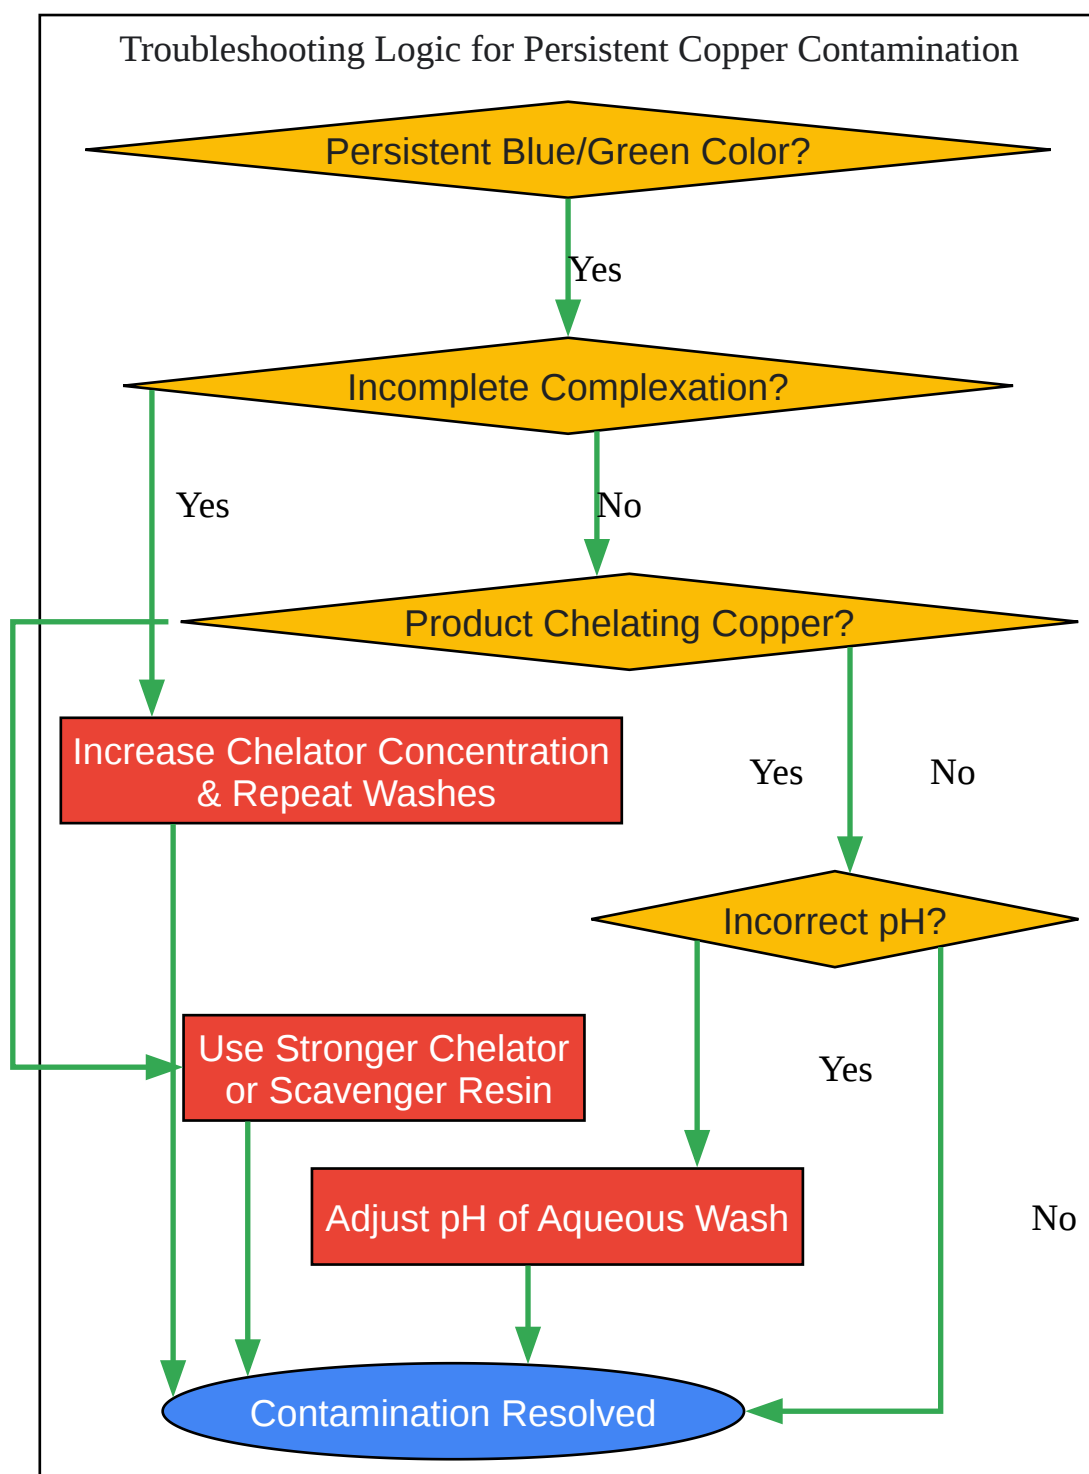 Troubleshooting Logic for Persistent Copper Contamination
Persistent Blue/Green Color?
Yes
Incomplete Complexation?
Yes
No
Product Chelating Copper?
Increase Chelator Concentration
& Repeat Washes
Yes
No
Incorrect pH?
Use Stronger Chelator
or Scavenger Resin
Yes
Adjust pH of Aqueous Wash
No
Contamination Resolved